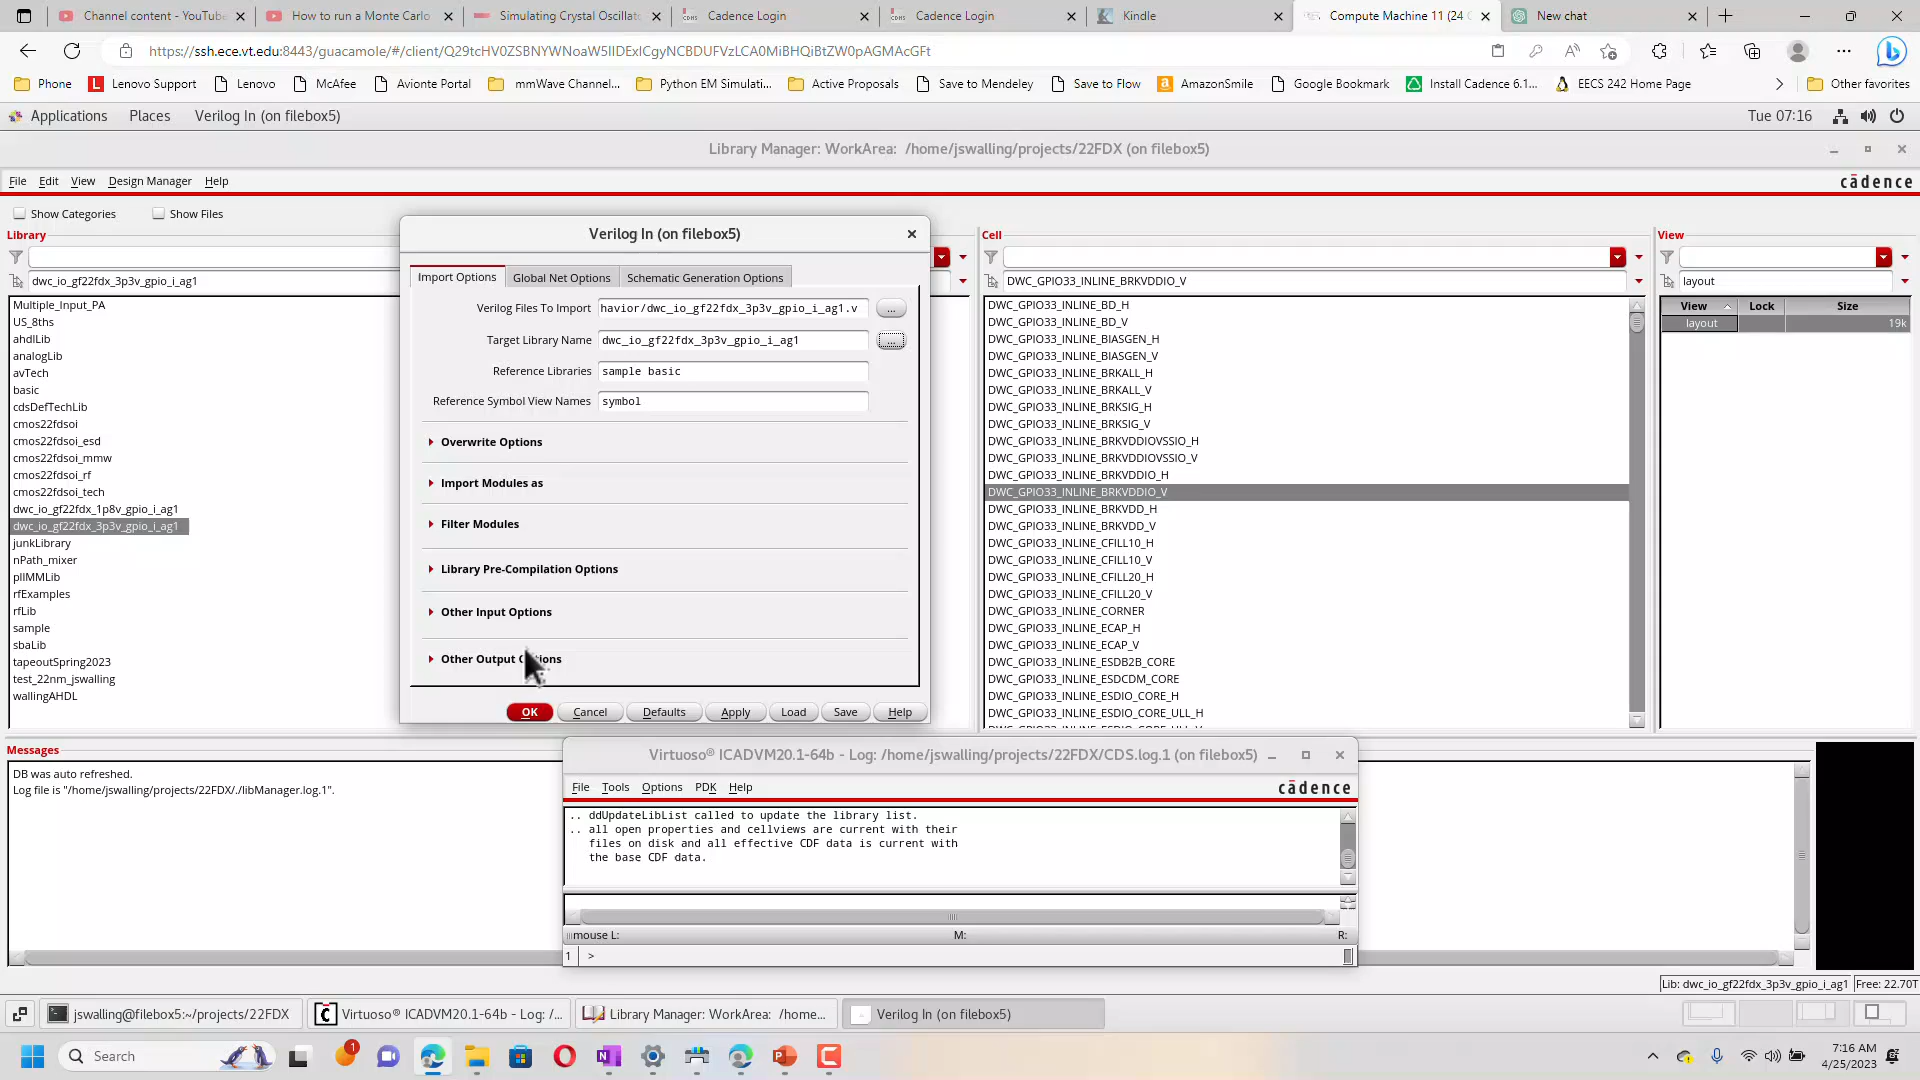 Channel content - YouTube
How to run a Monte Carlo
Simulating Crystal Oscillat
Cadence Login
Cadence Login
Kindle
Compute Machine 11 (24
New chat
https://ssh.ece.vt.edu:8443/guacamole/#/client/Q29tcHV0ZSBNYWNoaW5lIDExICgyNCBDUFVzLCA0MiBHQiBtZW0pAGMAcGFt
Phone
Lenovo Support
Lenovo
McAfee
Avionte Portal
mmWave Channel...
Python EM Simulati...
Active Proposals
Save to Mendeley
Save to Flow
AmazonSmile
Google Bookmark
Install Cadence 6.1...
EECS 242 Home Page
Other favorites
Applications Places Verilog In (on filebox5)
Tue 07:16
Library Manager: WorkArea: /home/jswalling/projects/22FDX (on filebox5)
File Edit View Design Manager Help
cādence
Show Categories Show Files
Library
dwc_io_gf22fdx_3p3v_gpio_i_ag1
Multiple_Input_PA
US_8ths
ahdlLib
analogLib
avTech
basic
cdsDefTechLib
cmos22fdsoi
cmos22fdsoi_esd
cmos22fdsoi_mmw
cmos22fdsoi_rf
cmos22fdsoi_tech
dwc_io_gf22fdx_1p8v_gpio_i_ag1
dwc_io_gf22fdx_3p3v_gpio_i_ag1
junkLibrary
nPath_mixer
pllMMLib
rfExamples
rfLib
sample
sbaLib
tapeoutSpring2023
test_22nm_jswalling
wallingAHDL
Verilog In (on filebox5)
Import Options Global Net Options Schematic Generation Options
Verilog Files To Import havior/dwc_io_gf22fdx_3p3v_gpio_i_ag1.v ...
Target Library Name dwc_io_gf22fdx_3p3v_gpio_i_ag1 ...
Reference Libraries sample basic
Reference Symbol View Names symbol
Overwrite Options
Import Modules as
Filter Modules
Library Pre-Compilation Options
Other Input Options
Other Output
OK Cancel Defaults Apply Load Save Help
Cell
DWC_GPIO33_INLINE_BRKVDDIO_V
DWC_GPIO33_INLINE_BD_H
DWC_GPIO33_INLINE_BD_V
DWC_GPIO33_INLINE_BIASGEN_H
DWC_GPIO33_INLINE_BIASGEN_V
DWC_GPIO33_INLINE_BRKALL_H
DWC_GPIO33_INLINE_BRKALL_V
DWC_GPIO33_INLINE_BRKSIG_H
DWC_GPIO33_INLINE_BRKSIG_V
DWC_GPIO33_INLINE_BRKVDDIOVSSIO_H
DWC_GPIO33_INLINE_BRKVDDIOVSSIO_V
DWC_GPIO33_INLINE_BRKVDDIO_H
DWC_GPIO33_INLINE_BRKVDDIO_V
DWC_GPIO33_INLINE_BRKVDD_H
DWC_GPIO33_INLINE_BRKVDD_V
DWC_GPIO33_INLINE_CFILL10_H
DWC_GPIO33_INLINE_CFILL10_V
DWC_GPIO33_INLINE_CFILL20_H
DWC_GPIO33_INLINE_CFILL20_V
DWC_GPIO33_INLINE_CORNER
DWC_GPIO33_INLINE_ECAP_H
DWC_GPIO33_INLINE_ECAP_V
DWC_GPIO33_INLINE_ESDB2B_CORE
DWC_GPIO33_INLINE_ESDCDM_CORE
DWC_GPIO33_INLINE_ESDIO_CORE_H
DWC_GPIO33_INLINE_ESDIO_CORE_ULL_H
View
layout
View Lock Size
layout 19k
Messages
DB was auto refreshed.
Log file is "/home/jswalling/projects/22FDX/./libManager.log.1".
Virtuoso® ICADVM20.1-64b - Log: /home/jswalling/projects/22FDX/CDS.log.1 (on filebox5)
File Tools Options PDK Help
cādence
.. ddUpdateLibList called to update the library list.
.. all open properties and cellviews are current with their
files on disk and all effective CDF data is current with
the base CDF data.
mouse L: M: R:
1 >
Lib: dwc_io_gf22fdx_3p3v_gpio_i_ag1 Free: 22.70T
jswalling@filebox5:~/projects/22FDX
Virtuoso® ICADVM20.1-64b - Log: /...
Library Manager: WorkArea: /home...
Verilog In (on filebox5)
Search
1
7:16 AM
4/25/2023